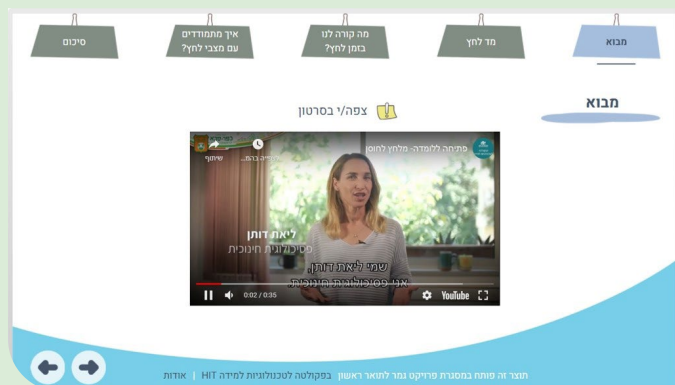 מבוא
מד לחץ
מה קורה לנו
בזמן לחץ?
איך מתמודדים
עם מצבי לחץ?
סיכום
מבוא
צפה/י בסרטון
פתיחה ללומדה- מלחץ לחוסן
שיתוף
ליאת דותן
פסיכולוגית חינוכית
שמי ליאת דותן,
אני פסיכולוגית חינוכית.
0:02 / 0:35
YouTube
תוצר זה פותח במסגרת פרויקט גמר לתואר ראשון בפקולטה לטכנולוגיות למידה HIT | אודות